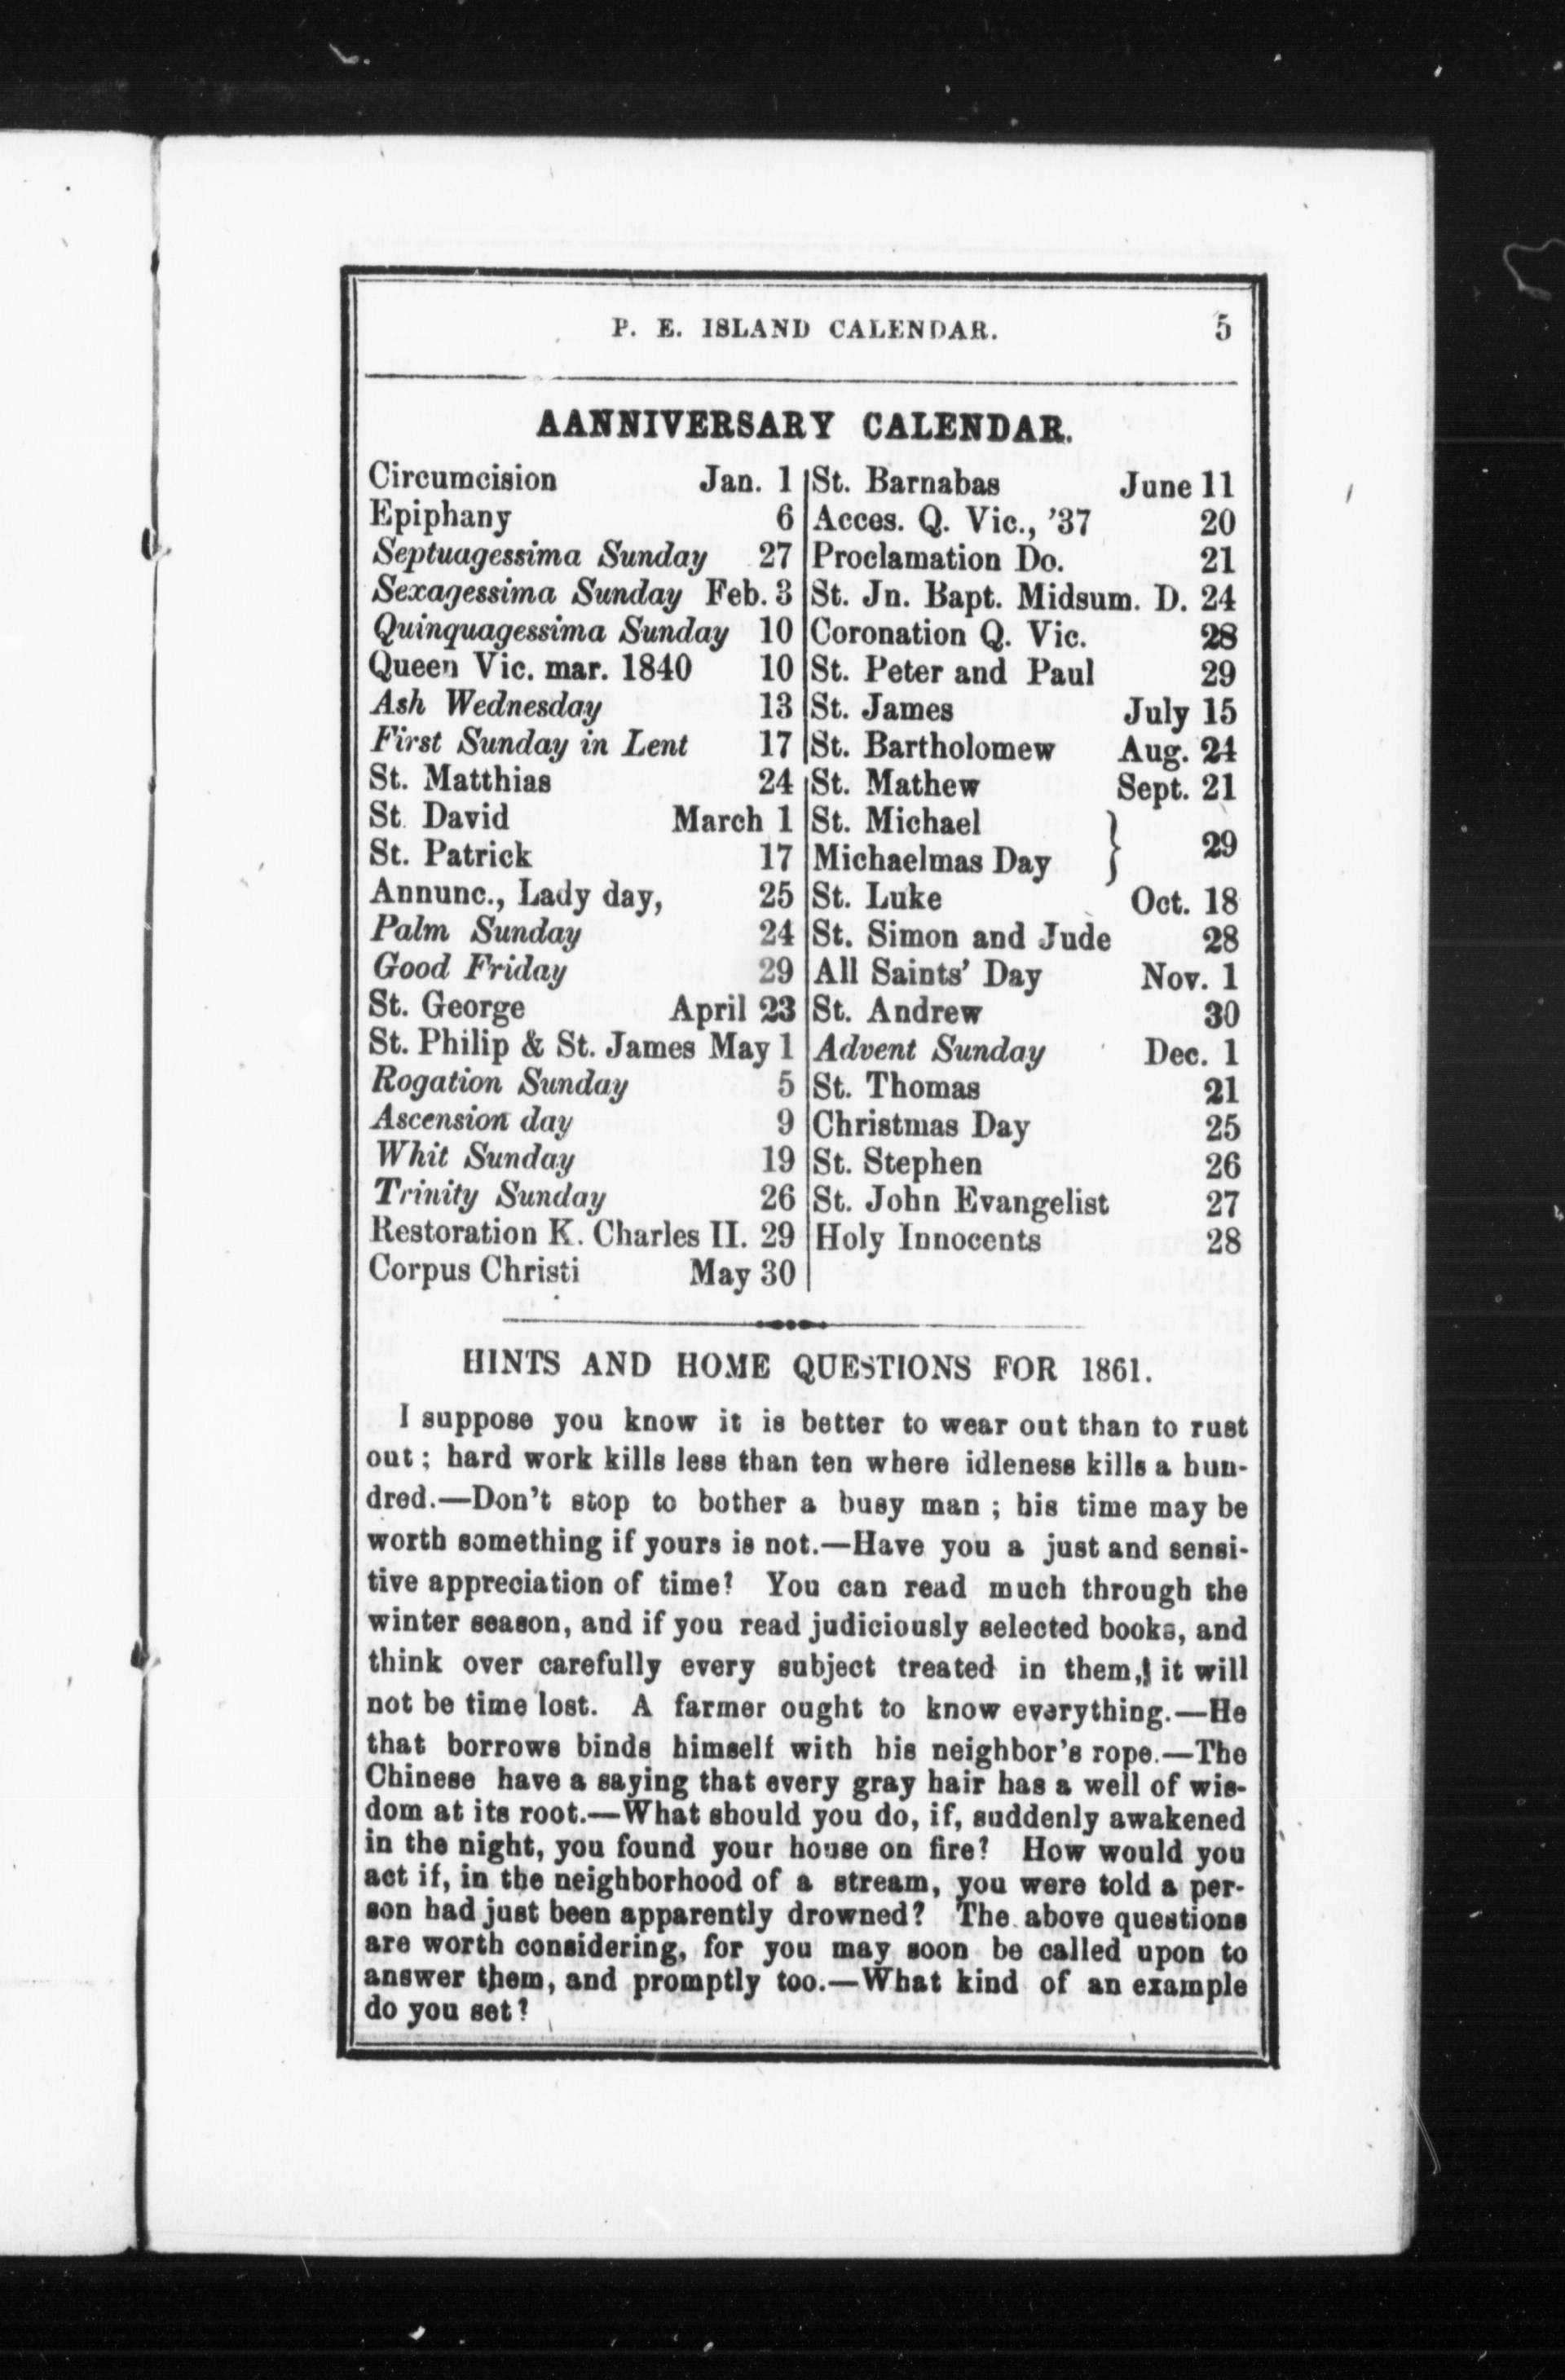 P. E. ISLAND CALENDAR. 5
AANNIVERSARY CALENDAR.
Circumcision Jan. 1
Epiphany 6
Septuagessima Sunday 27
Sexagessima Sunday Feb. 3
Quinquagessima Sunday 10
Queen Vic. mar. 1840 10
Ash Wednesday 13
First Sunday in Lent 17
St. Matthias 24
St. David March 1
St. Patrick 17
Annunc., Lady day, 25
Palm Sunday 24
Good Friday 29
St. George April 23
St. Philip & St. James May 1
Rogation Sunday 5
Ascension day 9
Whit Sunday 19
Trinity Sunday 26
Restoration K. Charles II. 29
Corpus Christi May 30
St. Barnabas June 11
Acces. Q. Vic., '37 20
Proclamation Do. 21
St. Jn. Bapt. Midsum. D. 24
Coronation Q. Vic. 28
St. Peter and Paul 29
St. James July 15
St. Bartholomew Aug. 24
St. Mathew Sept. 21
St. Michael
Michaelmas Day } 29
St. Luke Oct. 18
St. Simon and Jude 28
All Saints' Day Nov. 1
St. Andrew 30
Advent Sunday Dec. 1
St. Thomas 21
Christmas Day 25
St. Stephen 26
St. John Evangelist 27
Holy Innocents 28
HINTS AND HOME QUESTIONS FOR 1861.
I suppose you know it is better to wear out than to rust
out; hard work kills less than ten where idleness kills a hun-
dred.—Don't stop to bother a busy man; his time may be
worth something if yours is not.—Have you a just and sensi-
tive appreciation of time? You can read much through the
winter season, and if you read judiciously selected books, and
think over carefully every subject treated in them, it will
not be time lost. A farmer ought to know everything.—He
that borrows binds himself with his neighbor's rope.—The
Chinese have a saying that every gray hair has a well of wis-
dom at its root.—What should you do, if, suddenly awakened
in the night, you found your house on fire? How would you
act if, in the neighborhood of a stream, you were told a per-
son had just been apparently drowned? The above questions
are worth considering, for you may soon be called upon to
answer them, and promptly too.—What kind of an example
do you set?